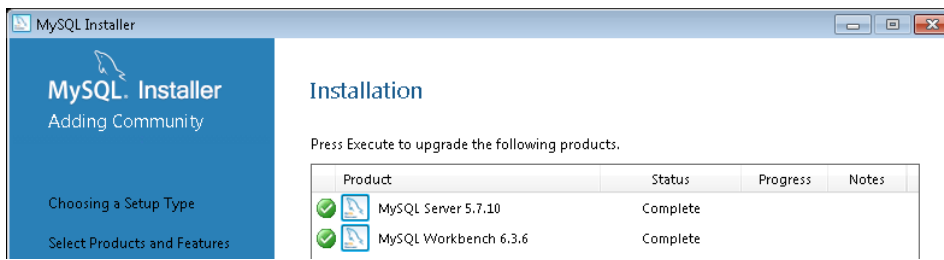 MySQL Installer
MySQL. Installer
Adding Community
Choosing a Setup Type
Select Products and Features
Installation
Press Execute to upgrade the following products.
Product Status Progress Notes
MySQL Server 5.7.10 Complete
MySQL Workbench 6.3.6 Complete